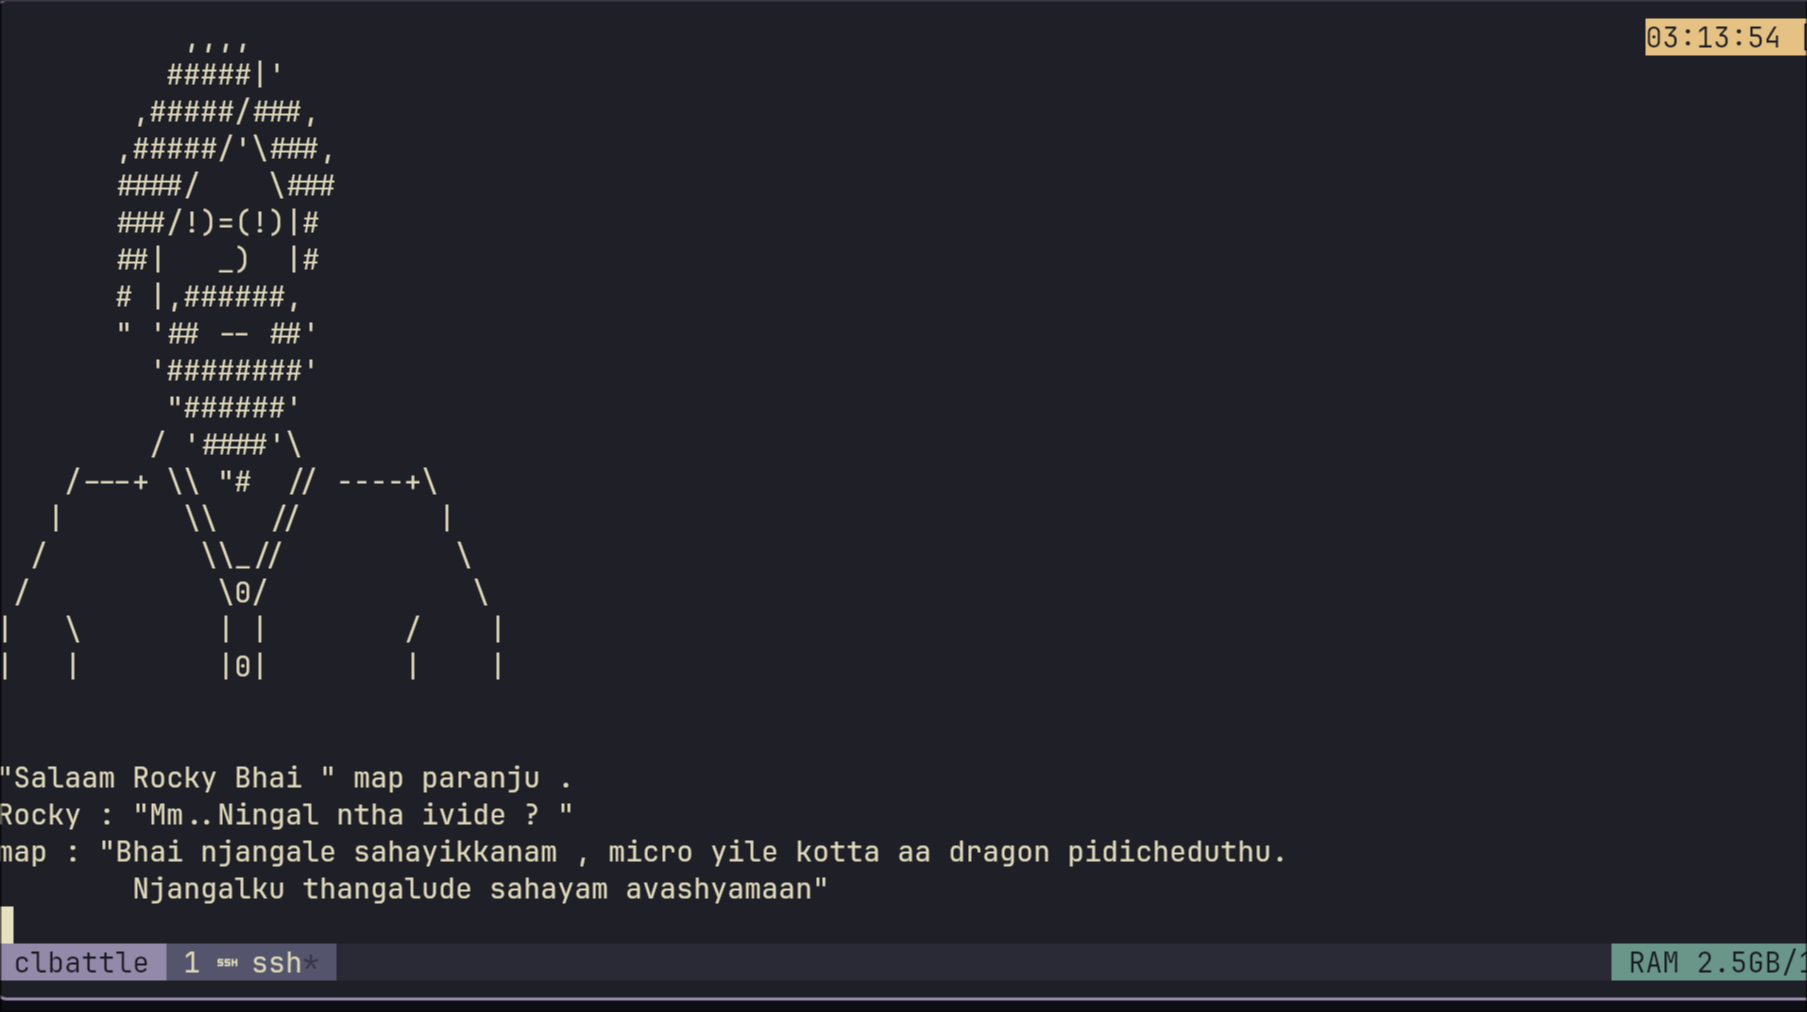 03:13:54
              ,,,,
          #####|'
        ,#####/###,
       ,#####/'\###,
       ####/    \###
       ###/!)=(!)|#
       ##|   _)  |#
       # |,######,
       " '## -- ##'
         '########'
          "######'
         / '####'\
    /---+ \\ "#  // ----+\
   |       \\   //         |
  /         \\_//           \
 /           \0/            \
|   \        | |        /    |
|   |        |0|        |    |
"Salaam Rocky Bhai " map paranju .
Rocky : "Mm..Ningal ntha ivide ? "
map : "Bhai njangale sahayikkanam , micro yile kotta aa dragon pidicheduthu.
        Njangalku thangalude sahayam avashyamaan"
clbattle 1 SSH ssh* RAM 2.5GB/1